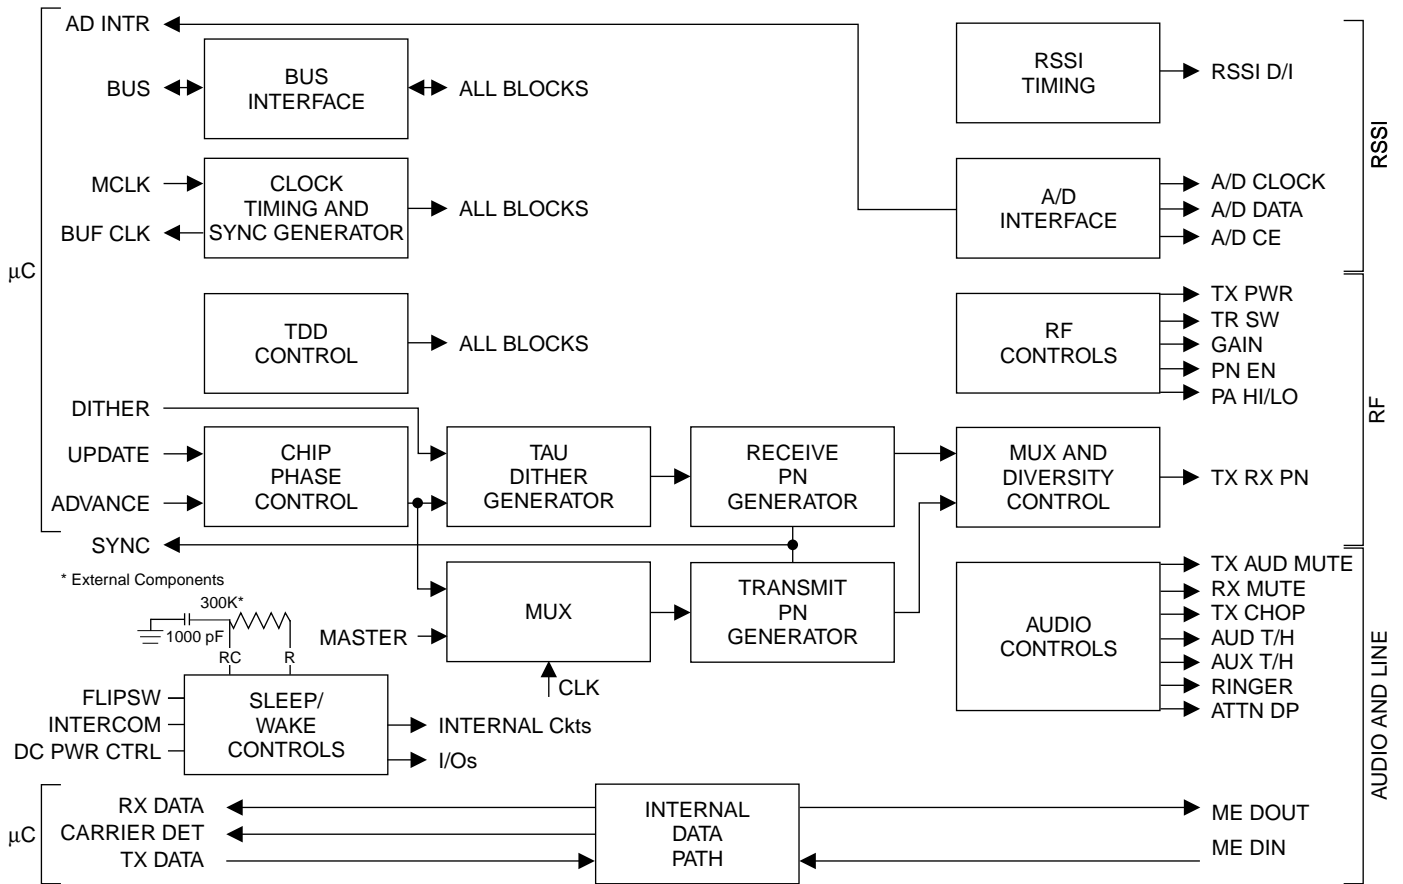 AD INTR
BUS
BUS
INTERFACE
ALL BLOCKS
RSSI
TIMING
RSSI D/I
RSSI
MCLK
BUF CLK
CLOCK
TIMING AND
SYNC GENERATOR
ALL BLOCKS
A/D
INTERFACE
A/D CLOCK
A/D DATA
A/D CE
μC
TDD
CONTROL
ALL BLOCKS
RF
CONTROLS
TX PWR
TR SW
GAIN
PN EN
PA HI/LO
RF
DITHER
UPDATE
ADVANCE
CHIP
PHASE
CONTROL
TAU
DITHER
GENERATOR
RECEIVE
PN
GENERATOR
MUX AND
DIVERSITY
CONTROL
TX RX PN
SYNC
* External Components
300K*
1000 pF
RC
R
MASTER
MUX
CLK
TRANSMIT
PN
GENERATOR
AUDIO
CONTROLS
TX AUD MUTE
RX MUTE
TX CHOP
AUD T/H
AUX T/H
RINGER
ATTN DP
AUDIO AND LINE
FLIPSW
INTERCOM
DC PWR CTRL
SLEEP/
WAKE
CONTROLS
INTERNAL Ckts
I/Os
μC
RX DATA
CARRIER DET
TX DATA
INTERNAL
DATA
PATH
ME DOUT
ME DIN